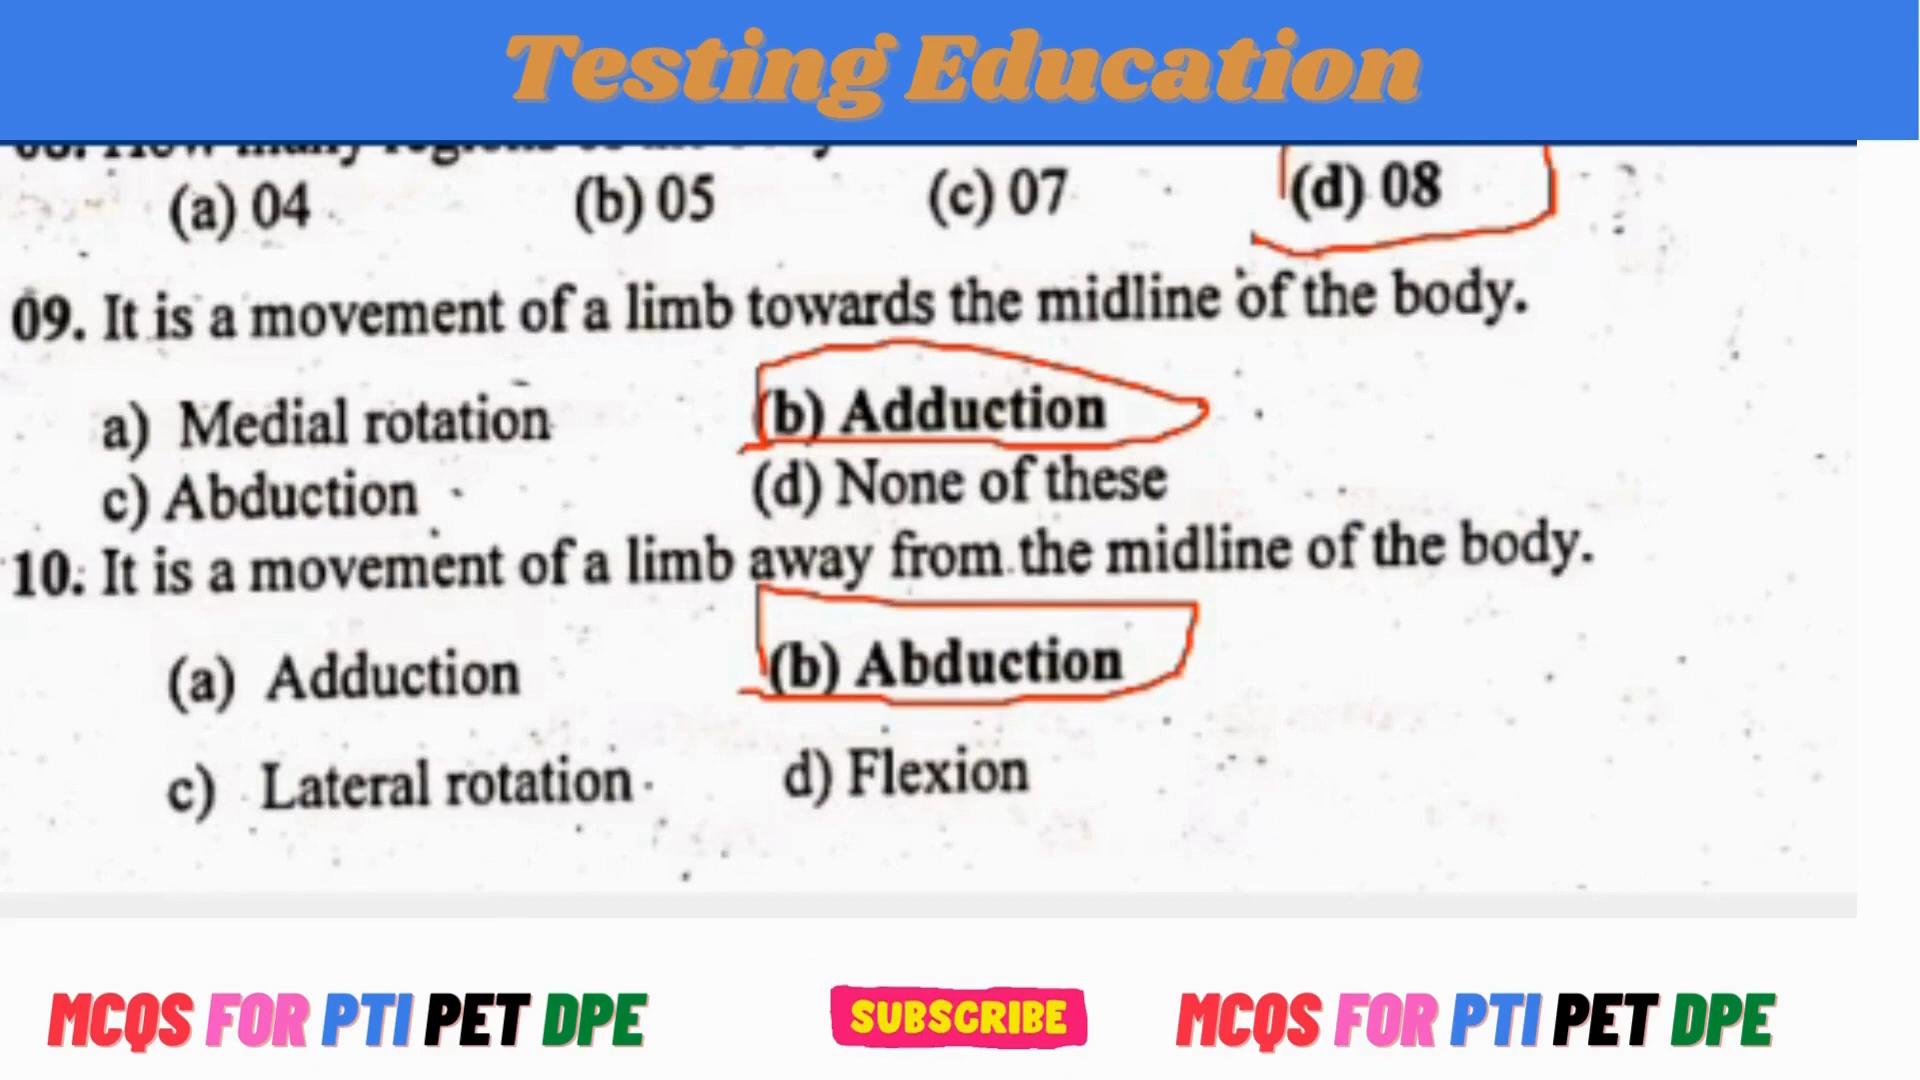 Testing Education
(a) 04 (b) 05 (c) 07 (d) 08
09. It is a movement of a limb towards the midline of the body.
a) Medial rotation (b) Adduction
c) Abduction (d) None of these
10. It is a movement of a limb away from the midline of the body.
(a) Adduction (b) Abduction
c) Lateral rotation d) Flexion
MCQS FOR PTI PET DPE SUBSCRIBE MCQS FOR PTI PET DPE